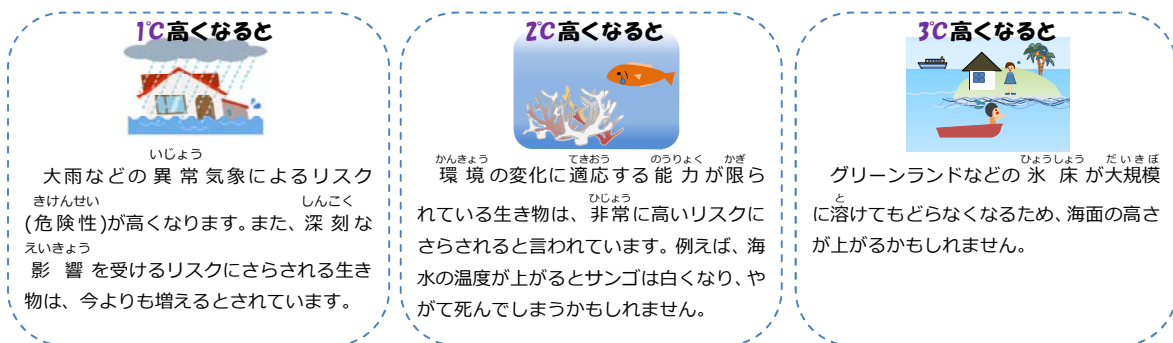 1℃高くなると
いじょう
大雨などの異常気象によるリスク
きけんせい しんこく
(危険性)が高くなります。また、深刻な
えいきょう
影響を受けるリスクにさらされる生き
物は、今よりも増えるとされています。
2℃高くなると
かんきょう てきおう のうりょく かぎ
環境の変化に適応する能力が限ら
ひじょう
れている生き物は、非常に高いリスクに
さらされると言われています。例えば、海
水の温度が上がるとサンゴは白くなり、や
がて死んでしまうかもしれません。
3℃高くなると
ひょうしょう だいきぼ
グリーンランドなどの氷床が大規模
と
に溶けてもどらなくなるため、海面の高さ
が上がるかもしれません。